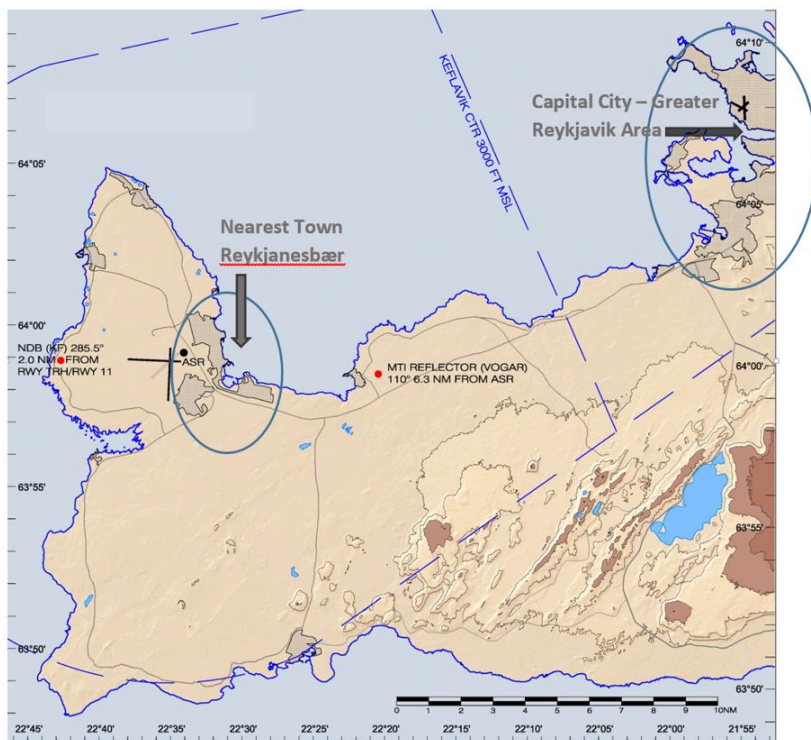 64°10'
Capital City – Greater
Reykjavik Area
KEFLAVIK CTR 3000 FT MSL
64°05'
64°05'
Nearest Town
Reykjanesbær
64°00'
NDB (KF) 285.5°
2.0 NM FROM
RWY TRH/RWY 11
ASR
MTI REFLECTOR (VOGAR)
110° 6.3 NM FROM ASR
64°00'
63°55'
63°55'
63°50'
63°50'
0 1 2 3 4 5 6 7 8 9 10NM
22°45' 22°40' 22°35' 22°30' 22°25' 22°20' 22°15' 22°10' 22°05' 22°00' 21°55'